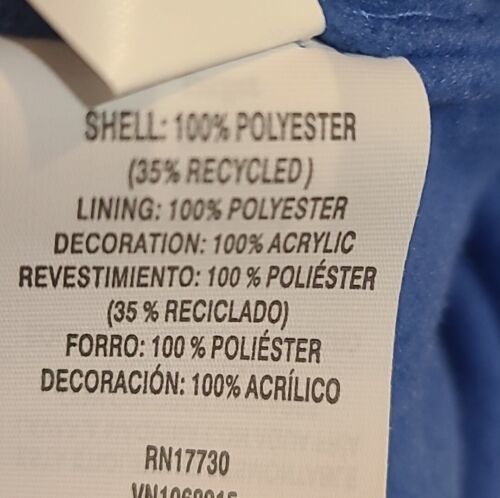 SHELL: 100% POLYESTER
(35% RECYCLED)
LINING: 100% POLYESTER
DECORATION: 100% ACRYLIC
REVESTIMIENTO: 100 % POLIÉSTER
(35 % RECICLADO)
FORRO: 100 % POLIÉSTER
DECORACIÓN: 100% ACRÍLICO
RN17730